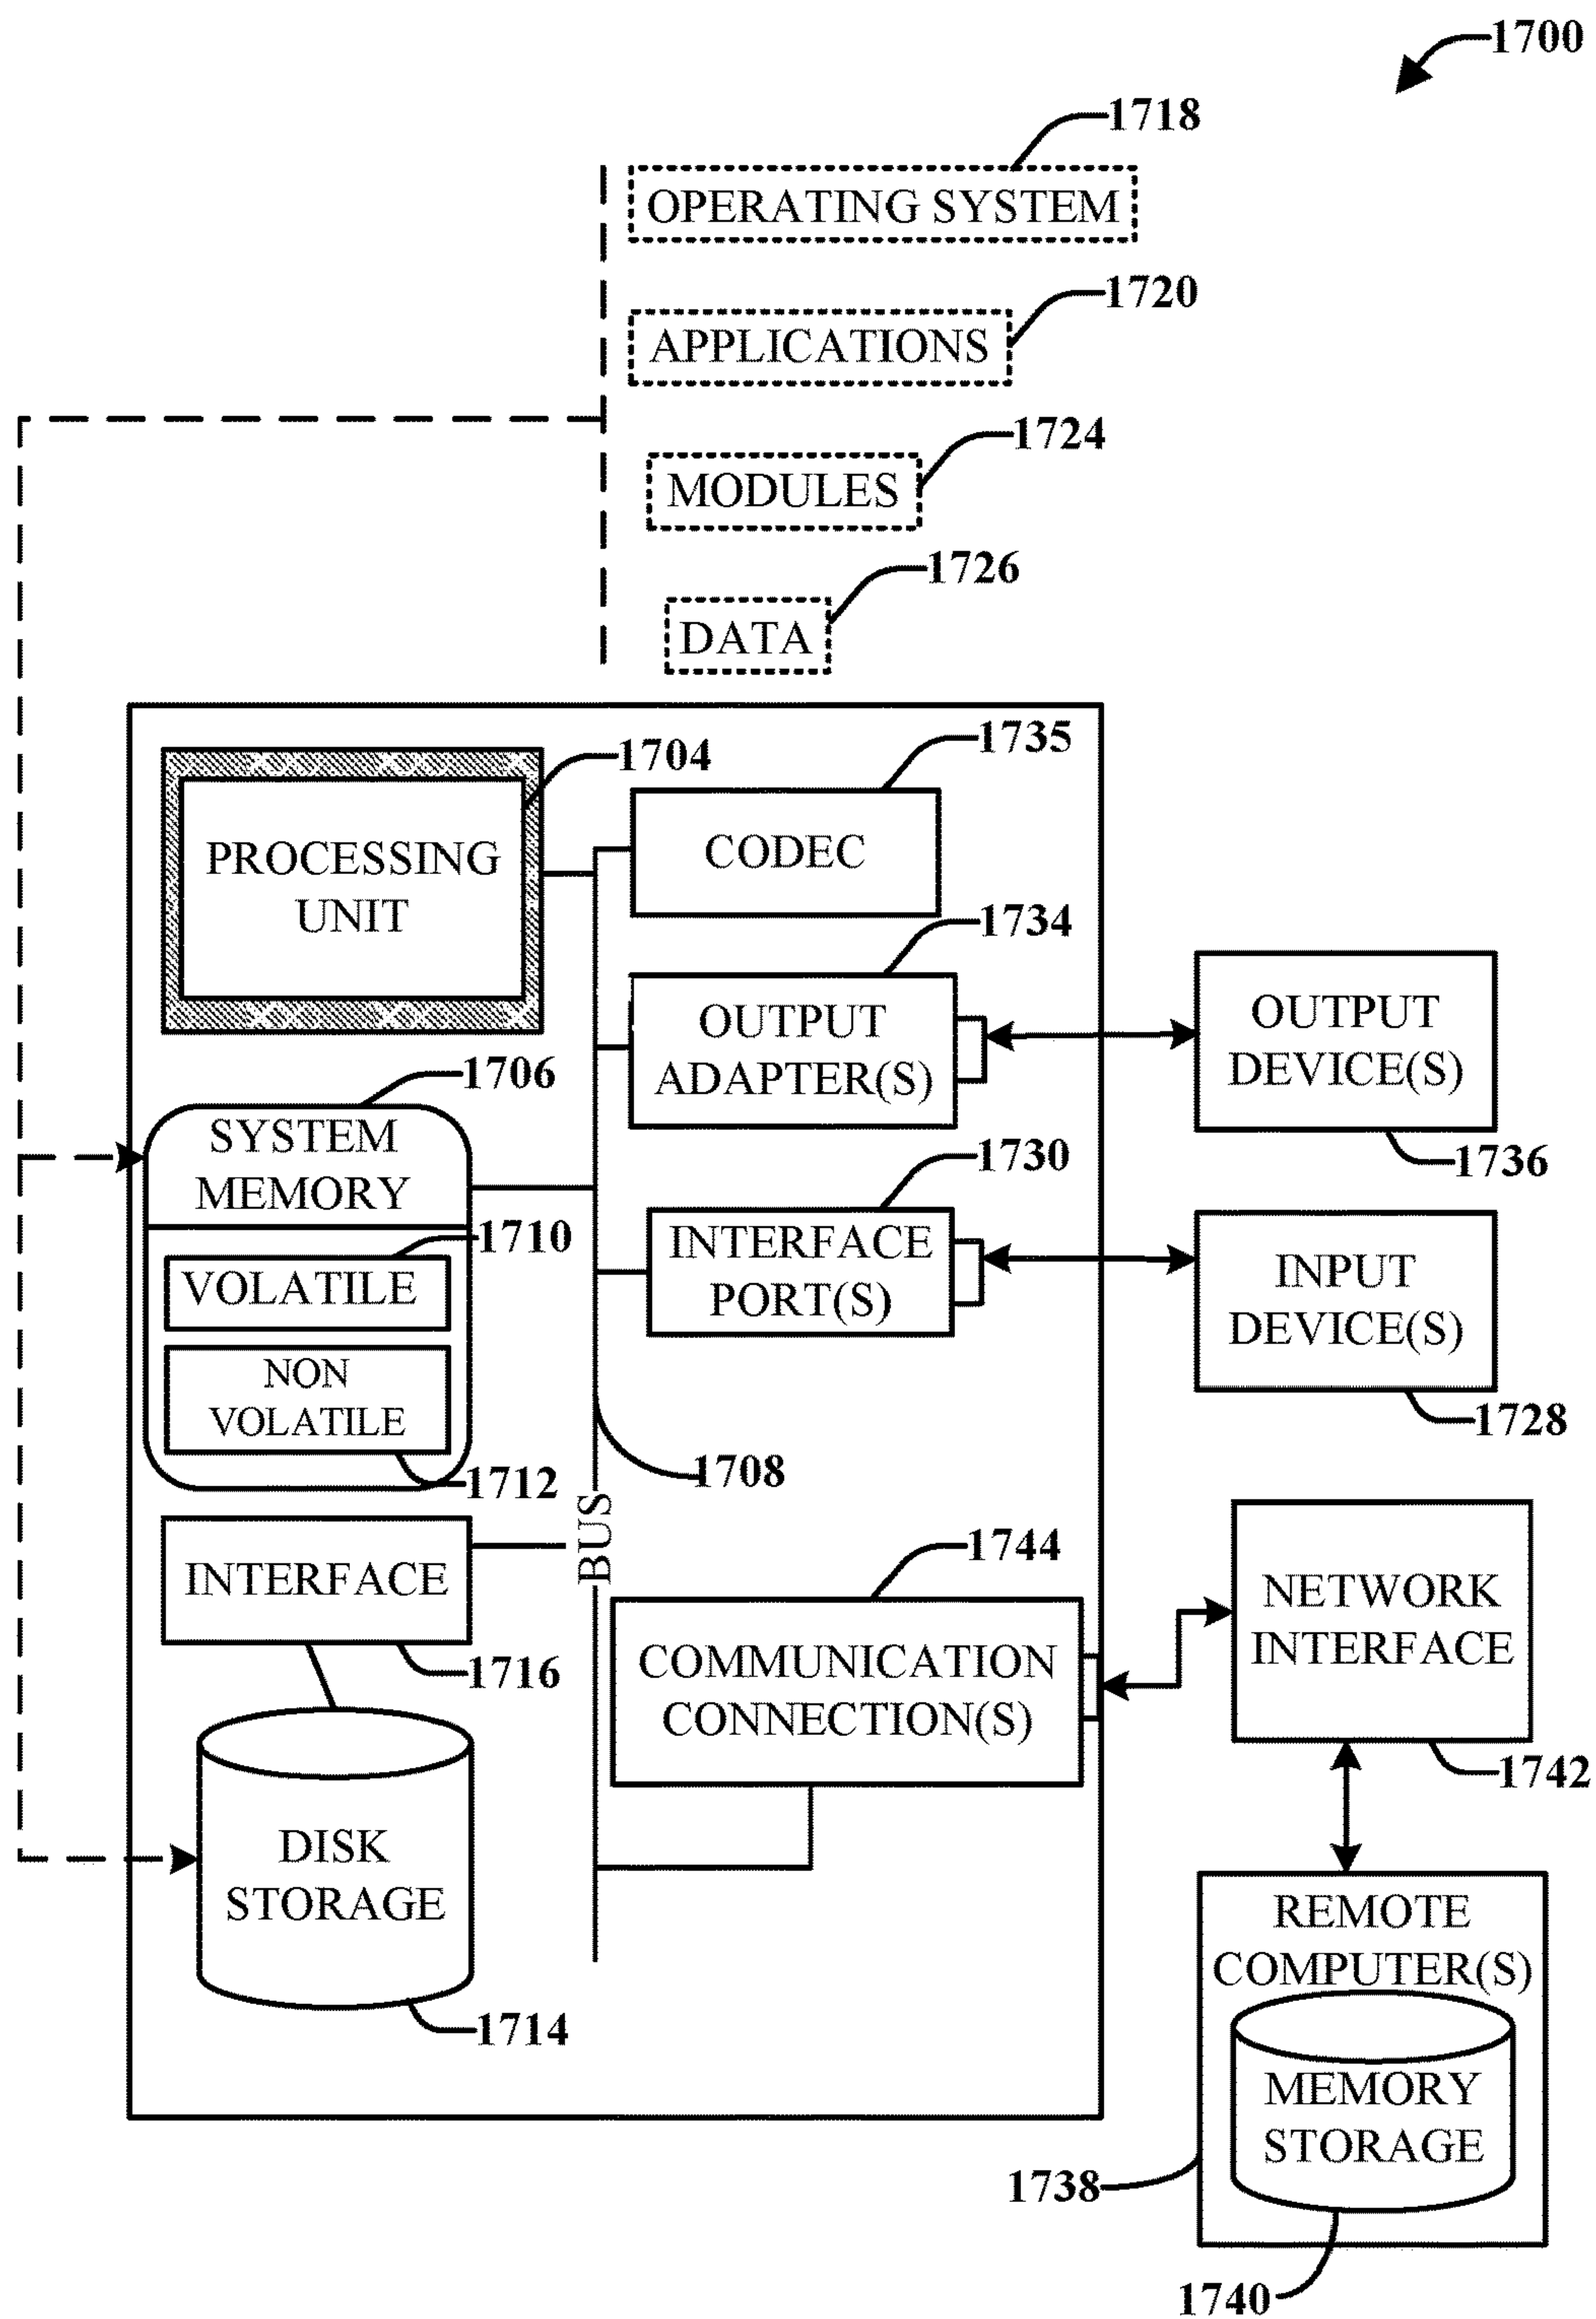 1700
1718
OPERATING SYSTEM
1720
APPLICATIONS
1724
MODULES
1726
DATA
1704
PROCESSING
UNIT
1735
CODEC
1734
OUTPUT
ADAPTER(S)
OUTPUT
DEVICE(S)
1736
1706
SYSTEM
MEMORY
1710
VOLATILE
NON
VOLATILE
1712
1730
INTERFACE
PORT(S)
INPUT
DEVICE(S)
1728
1708
BUS
INTERFACE
1716
1744
COMMUNICATION
CONNECTION(S)
NETWORK
INTERFACE
1742
DISK
STORAGE
1714
REMOTE
COMPUTER(S)
MEMORY
STORAGE
1738
1740